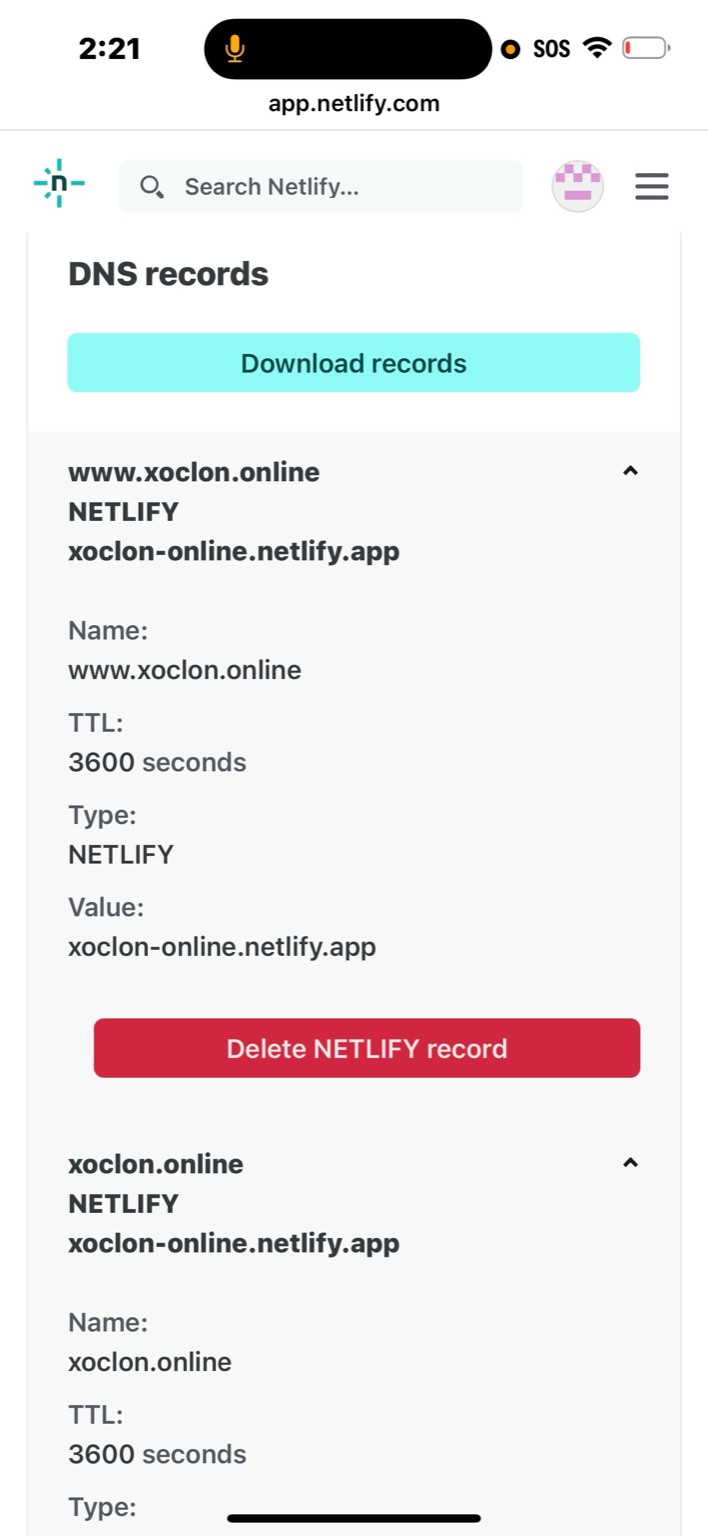 2:21
SOS
app.netlify.com
n
Search Netlify...
DNS records
Download records
www.xoclon.online
NETLIFY
xoclon-online.netlify.app
Name:
www.xoclon.online
TTL:
3600 seconds
Type:
NETLIFY
Value:
xoclon-online.netlify.app
Delete NETLIFY record
xoclon.online
NETLIFY
xoclon-online.netlify.app
Name:
xoclon.online
TTL:
3600 seconds
Type: